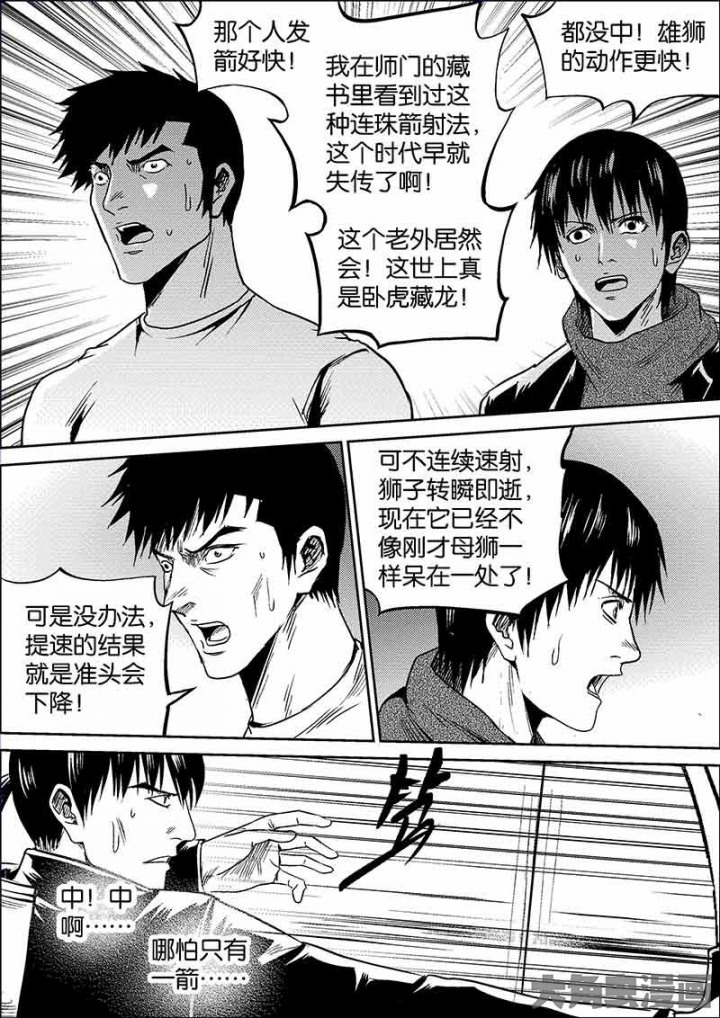 那个人发
箭好快！
我在师门的藏
书里看到过这
种连珠箭射法，
这个时代早就
失传了啊！
这个老外居然
会！这世上真
是卧虎藏龙！
都没中！雄狮
的动作更快！
可是没办法，
提速的结果
就是准头会
下降！
可不连续速射，
狮子转瞬即逝，
现在它已经不
像刚才母狮一
样呆在一处了！
中！中
啊……
哪怕只有
一箭……
大角虫漫画